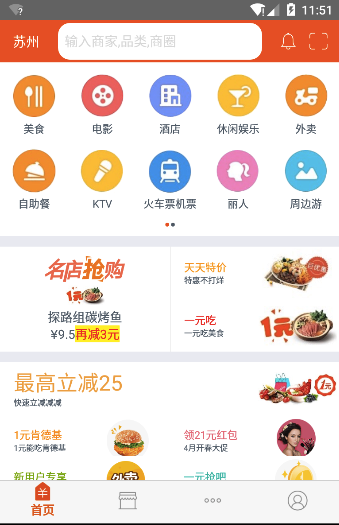 11:51
苏州
输入商家,品类,商圈
美食
电影
酒店
休闲娱乐
外卖
自助餐
KTV
火车票机票
丽人
周边游
名店抢购
1元
探路组碳烤鱼
¥9.5再减3元
天天特价
特惠不打烊
一元吃
一元吃美食
1元
最高立减25
快速立减减减
1元
1元肯德基
1元能吃肯德基
领21元红包
4月开春大促
新用户专享
外卖
一元抢吧
首页